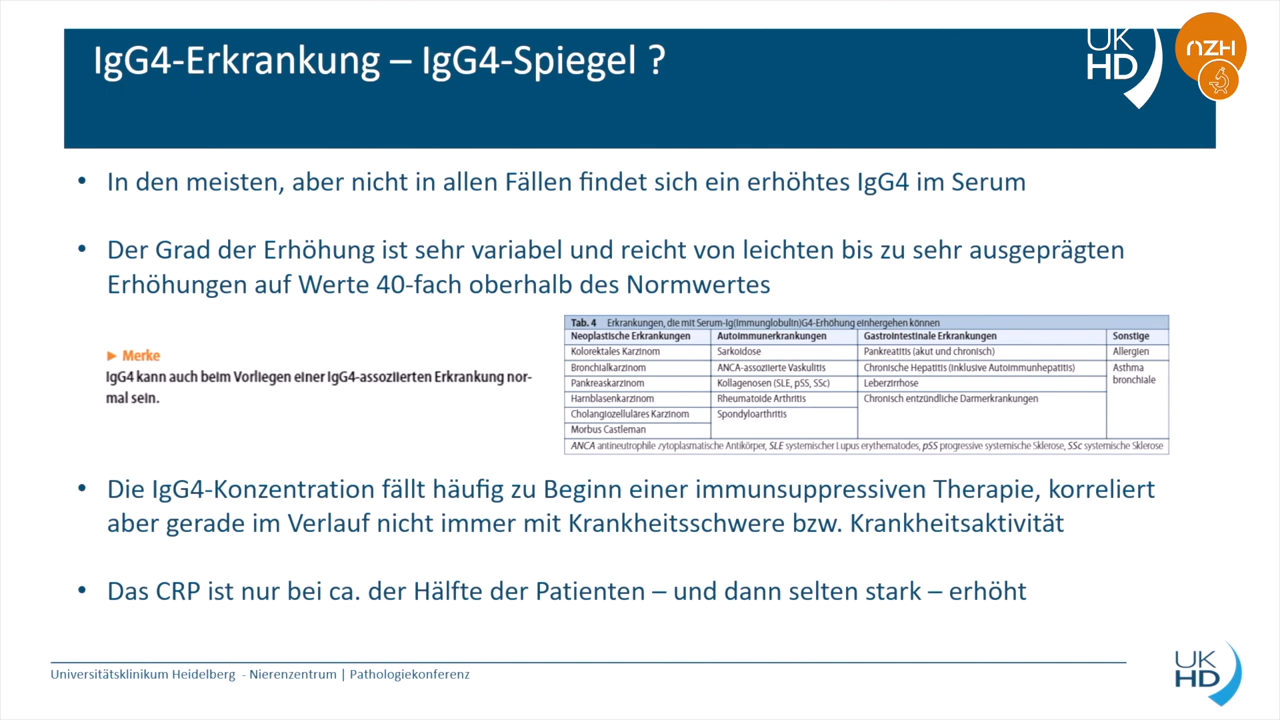 IgG4-Erkrankung – IgG4-Spiegel ?
UK
HD
nZH
• In den meisten, aber nicht in allen Fällen findet sich ein erhöhtes IgG4 im Serum
• Der Grad der Erhöhung ist sehr variabel und reicht von leichten bis zu sehr ausgeprägten
Erhöhungen auf Werte 40-fach oberhalb des Normwertes
► Merke
IgG4 kann auch beim Vorliegen einer IgG4-assoziierten Erkrankung nor-
mal sein.
Tab. 4 Erkrankungen, die mit Serum-Ig(Immunglobulin)G4-Erhöhung einhergehen können
Neoplastische Erkrankungen Autoimmunerkrankungen Gastrointestinale Erkrankungen Sonstige
Kolorektales Karzinom Sarkoidose Pankreatitis (akut und chronisch) Allergien
Bronchialkarzinom ANCA-assoziierte Vaskulitis Chronische Hepatitis (inklusive Autoimmunhepatitis) Asthma
Pankreaskarzinom Kollagenosen (SLE, pSS, SSc) Leberzirrhose bronchiale
Harnblasenkarzinom Rheumatoide Arthritis Chronisch entzündliche Darmerkrankungen
Cholangiozelluläres Karzinom Spondyloarthritis
Morbus Castleman
ANCA antineutrophile zytoplasmatische Antikörper, SLE systemischer Lupus erythematodes, pSS progressive systemische Sklerose, SSc systemische Sklerose
• Die IgG4-Konzentration fällt häufig zu Beginn einer immunsuppressiven Therapie, korreliert
aber gerade im Verlauf nicht immer mit Krankheitsschwere bzw. Krankheitsaktivität
• Das CRP ist nur bei ca. der Hälfte der Patienten – und dann selten stark – erhöht
Universitätsklinikum Heidelberg - Nierenzentrum | Pathologiekonferenz
UK
HD